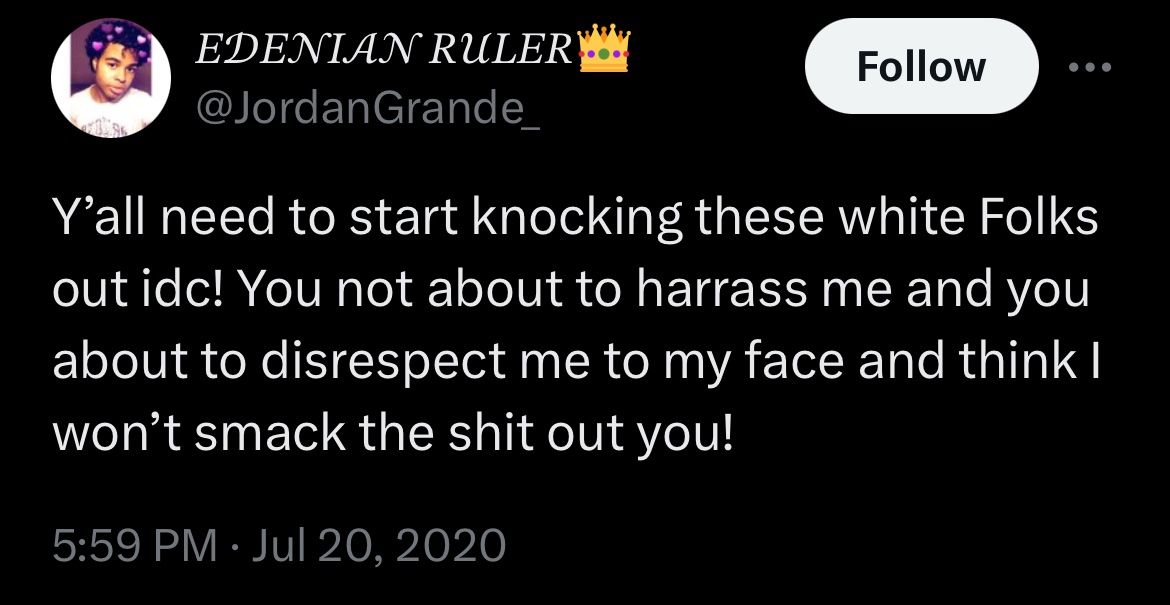 EDENIAN RULER👑
@JordanGrande_
Follow
Y’all need to start knocking these white Folks
out idc! You not about to harrass me and you
about to disrespect me to my face and think I
won’t smack the shit out you!
5:59 PM · Jul 20, 2020